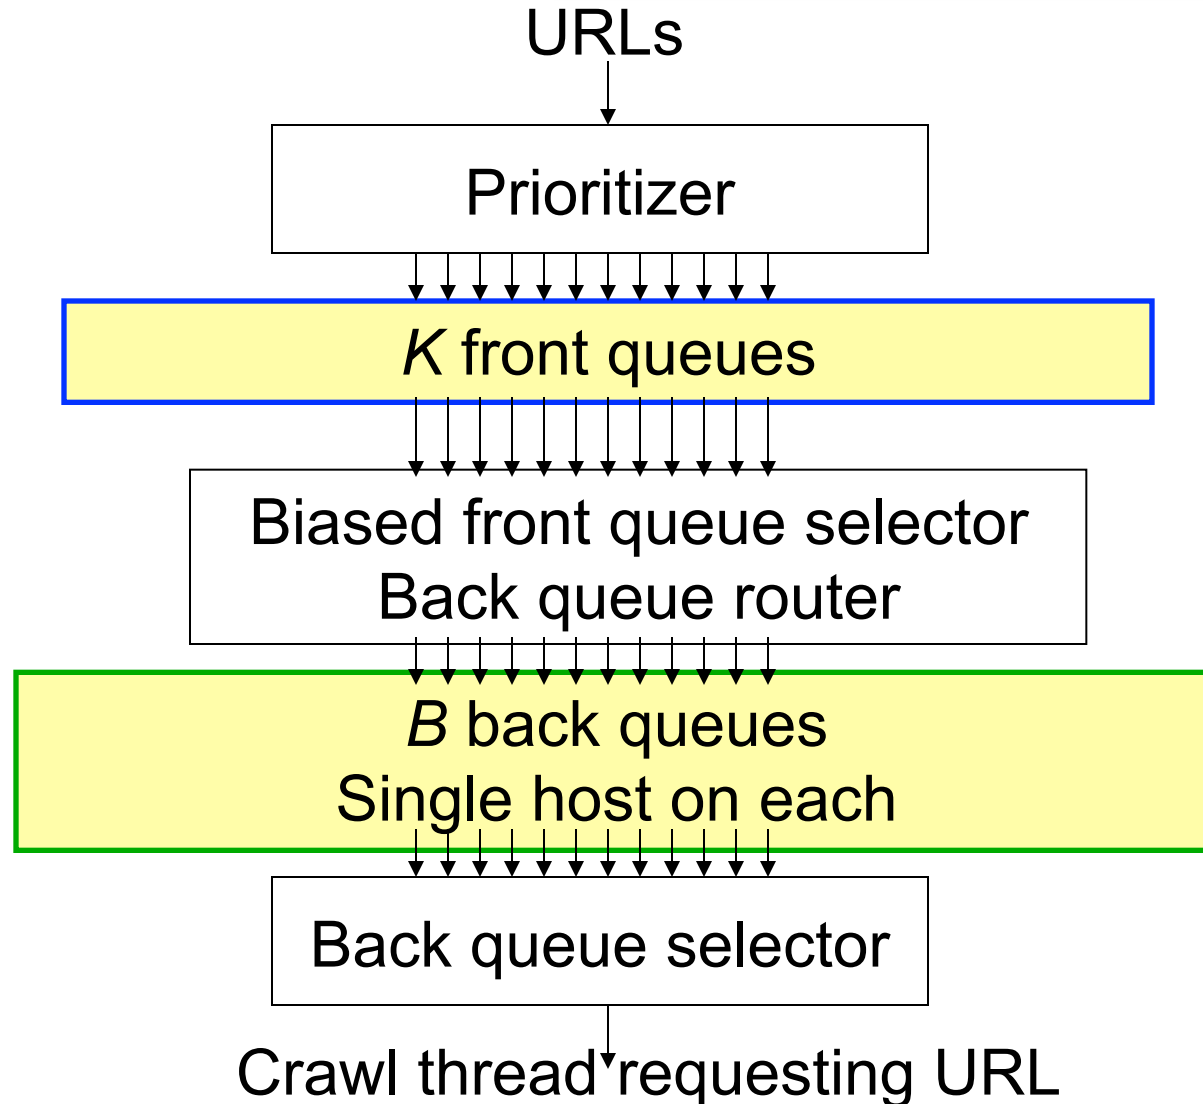 URLs
Prioritizer
K front queues
Biased front queue selector
Back queue router
B back queues
Single host on each
Back queue selector
Crawl thread requesting URL